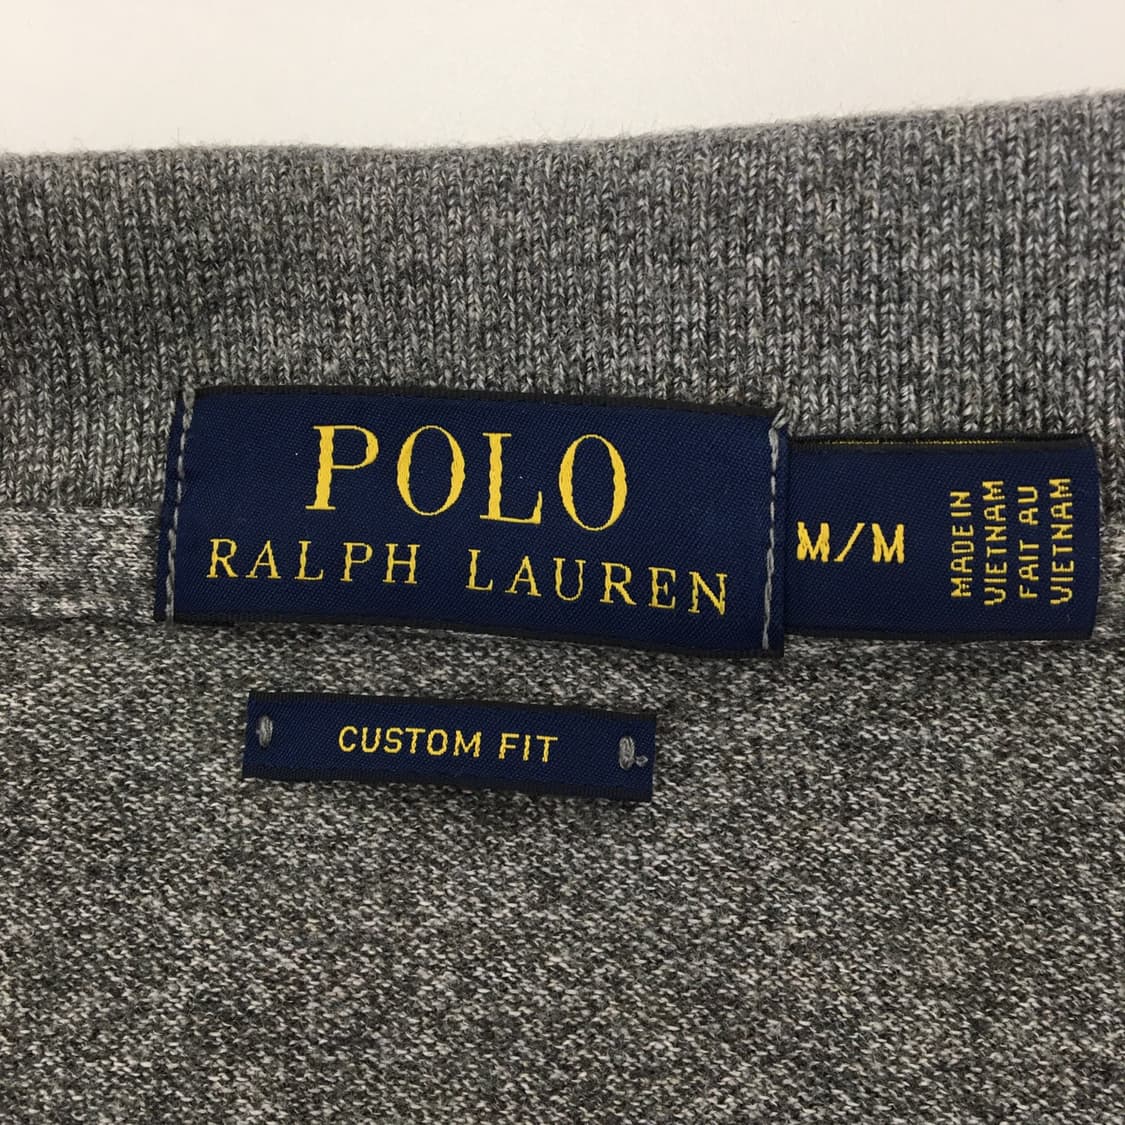 POLO
RALPH LAUREN
M/M
MADE IN
VIETNAM
FAIT AU
VIETNAM
CUSTOM FIT